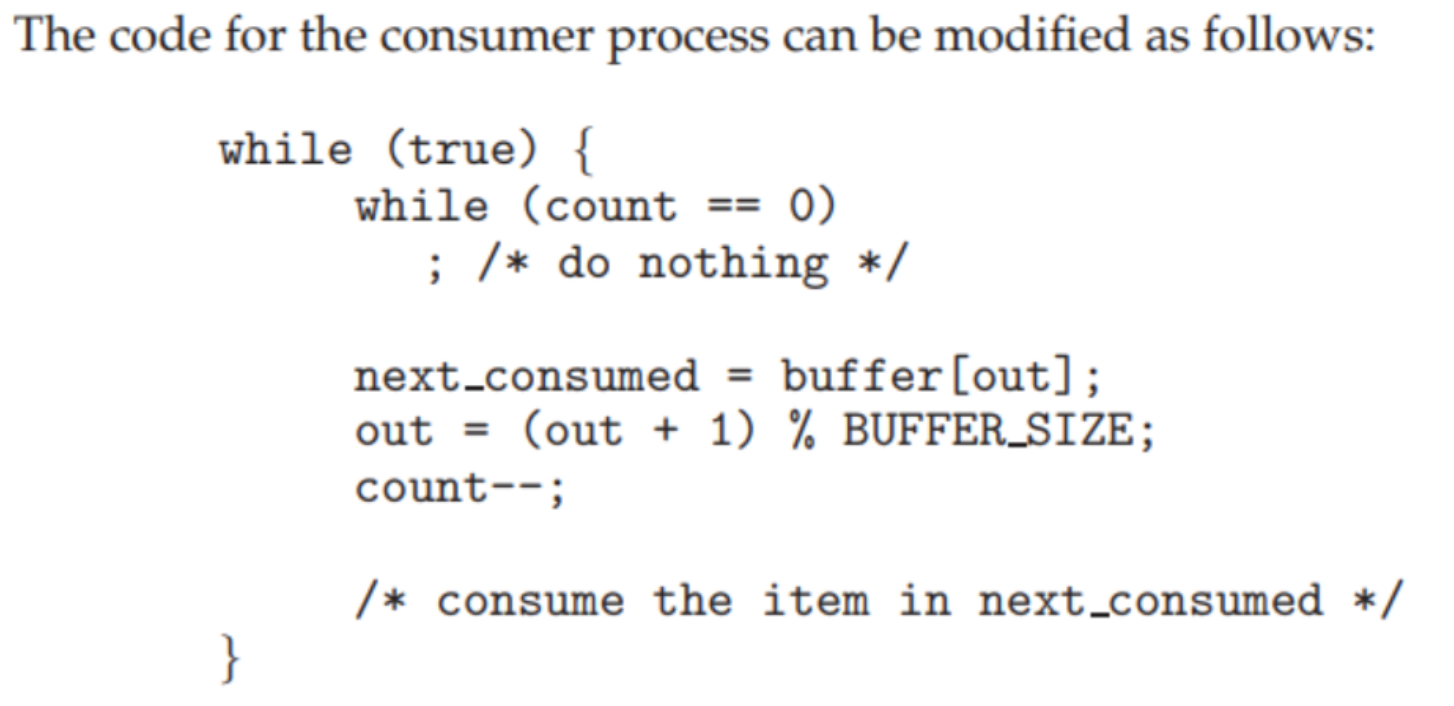 The code for the consumer process can be modified as follows:
while (true) {
while (count == 0)
; /* do nothing */
next_consumed = buffer[out];
out = (out + 1) % BUFFER_SIZE;
count--;
/* consume the item in next_consumed */
}